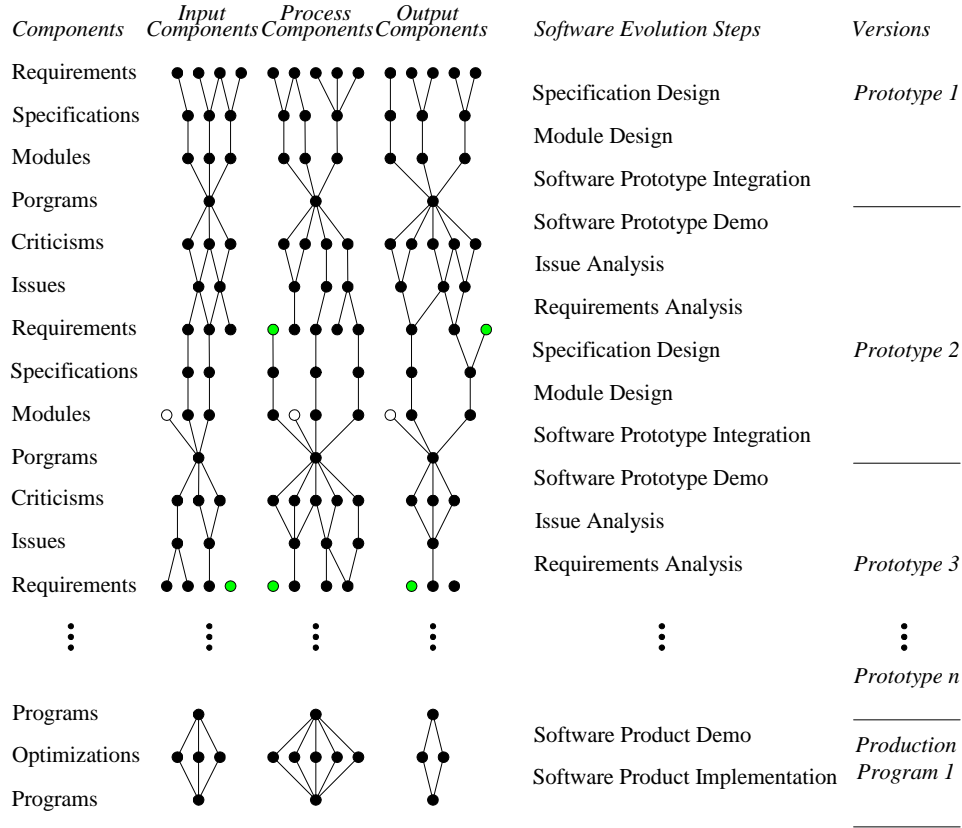 Input Process Output
Components Components Components Components Software Evolution Steps Versions
Requirements
Specification Design Prototype 1
Specifications
Module Design
Modules
Software Prototype Integration
Porgrams
Software Prototype Demo
Criticisms
Issue Analysis
Issues
Requirements Analysis
Requirements
Specification Design Prototype 2
Specifications
Module Design
Modules
Software Prototype Integration
Porgrams
Software Prototype Demo
Criticisms
Issue Analysis
Issues
Requirements Analysis Prototype 3
Requirements
Prototype n
Programs
Software Product Demo Production
Optimizations
Software Product Implementation Program 1
Programs